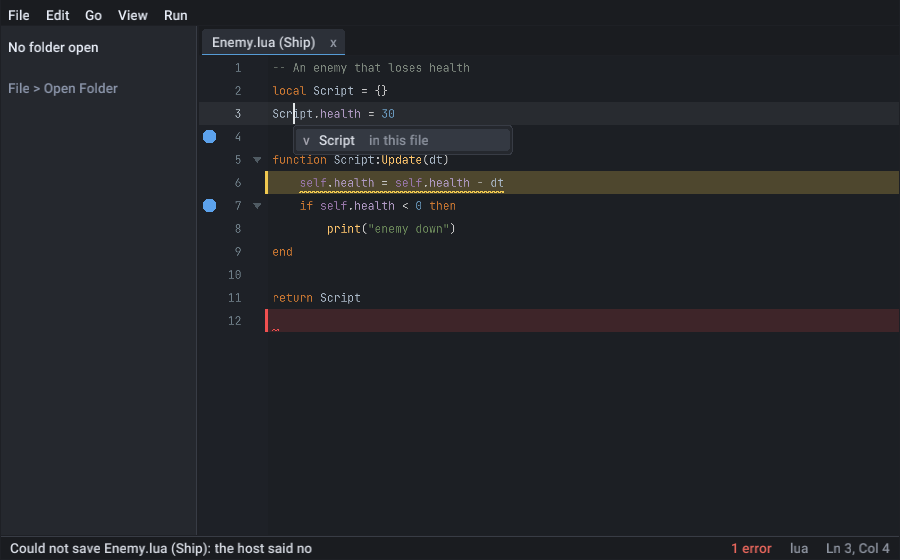 File Edit Go View Run
No folder open
File > Open Folder
Enemy.lua (Ship) x
1 -- An enemy that loses health
2 local Script = {}
3 Script.health = 30
4
v Script in this file
5 function Script:Update(dt)
6 self.health = self.health - dt
7 if self.health < 0 then
8 print("enemy down")
9 end
10
11 return Script
12
Could not save Enemy.lua (Ship): the host said no 1 error lua Ln 3, Col 4